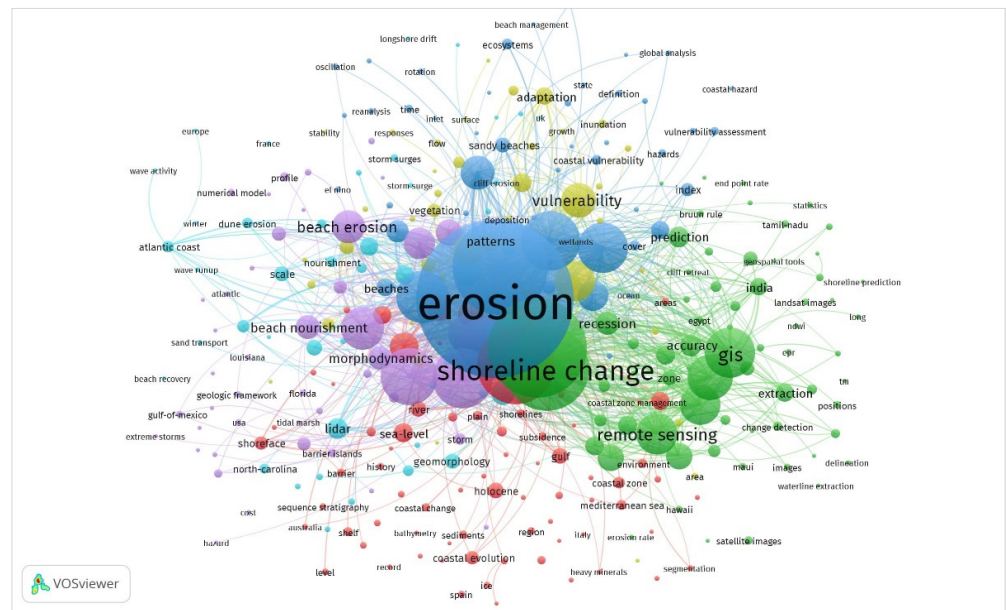 beach management
longshore drift
ecosystems
global analysis
oscillation
rotation
state
coastal hazard
adaptation
definition
reanalysis
time
inlet
surface
uk
inundation
europe
stability
responses
growth
vulnerability assessment
france
flow
sandy beaches
storm surges
coastal vulnerability
hazards
wave activity
profile
cliff erosion
numerical model
el nino
storm-surge
index
end point rate
vulnerability
statistics
winter
dune erosion
vegetation
deposition
bruun rule
tamil-nadu
beach erosion
patterns
wetlands
cover
prediction
atlantic coast
nourishment
geospatial tools
wave runup
scale
cliff retreat
shoreline prediction
beaches
india
atlantic
ocean
areas
landsat images
erosion
long
egypt
beach nourishment
recession
ndwi
sand transport
accuracy
gis
epr
louisiana
morphodynamics
shoreline change
zone
beach recovery
tm
geologic framework
florida
extraction
coastal zone management
positions
gulf-of-mexico
usa
tidal marsh
river
plain
shorelines
extreme storms
shoreface
lidar
sea-level
storm
subsidence
remote sensing
change detection
barrier islands
gulf
north-carolina
barrier
history
geomorphology
environment
maui
images
delineation
coastal zone
area
waterline extraction
holocene
cost
sequence stratigraphy
coastal change
mediterranean sea
hawaii
australia
shelf
bathymetry
sediments
region
italy
erosion rate
satellite images
hazard
coastal evolution
level
record
heavy minerals
segmentation
ice
spain
VOSviewer